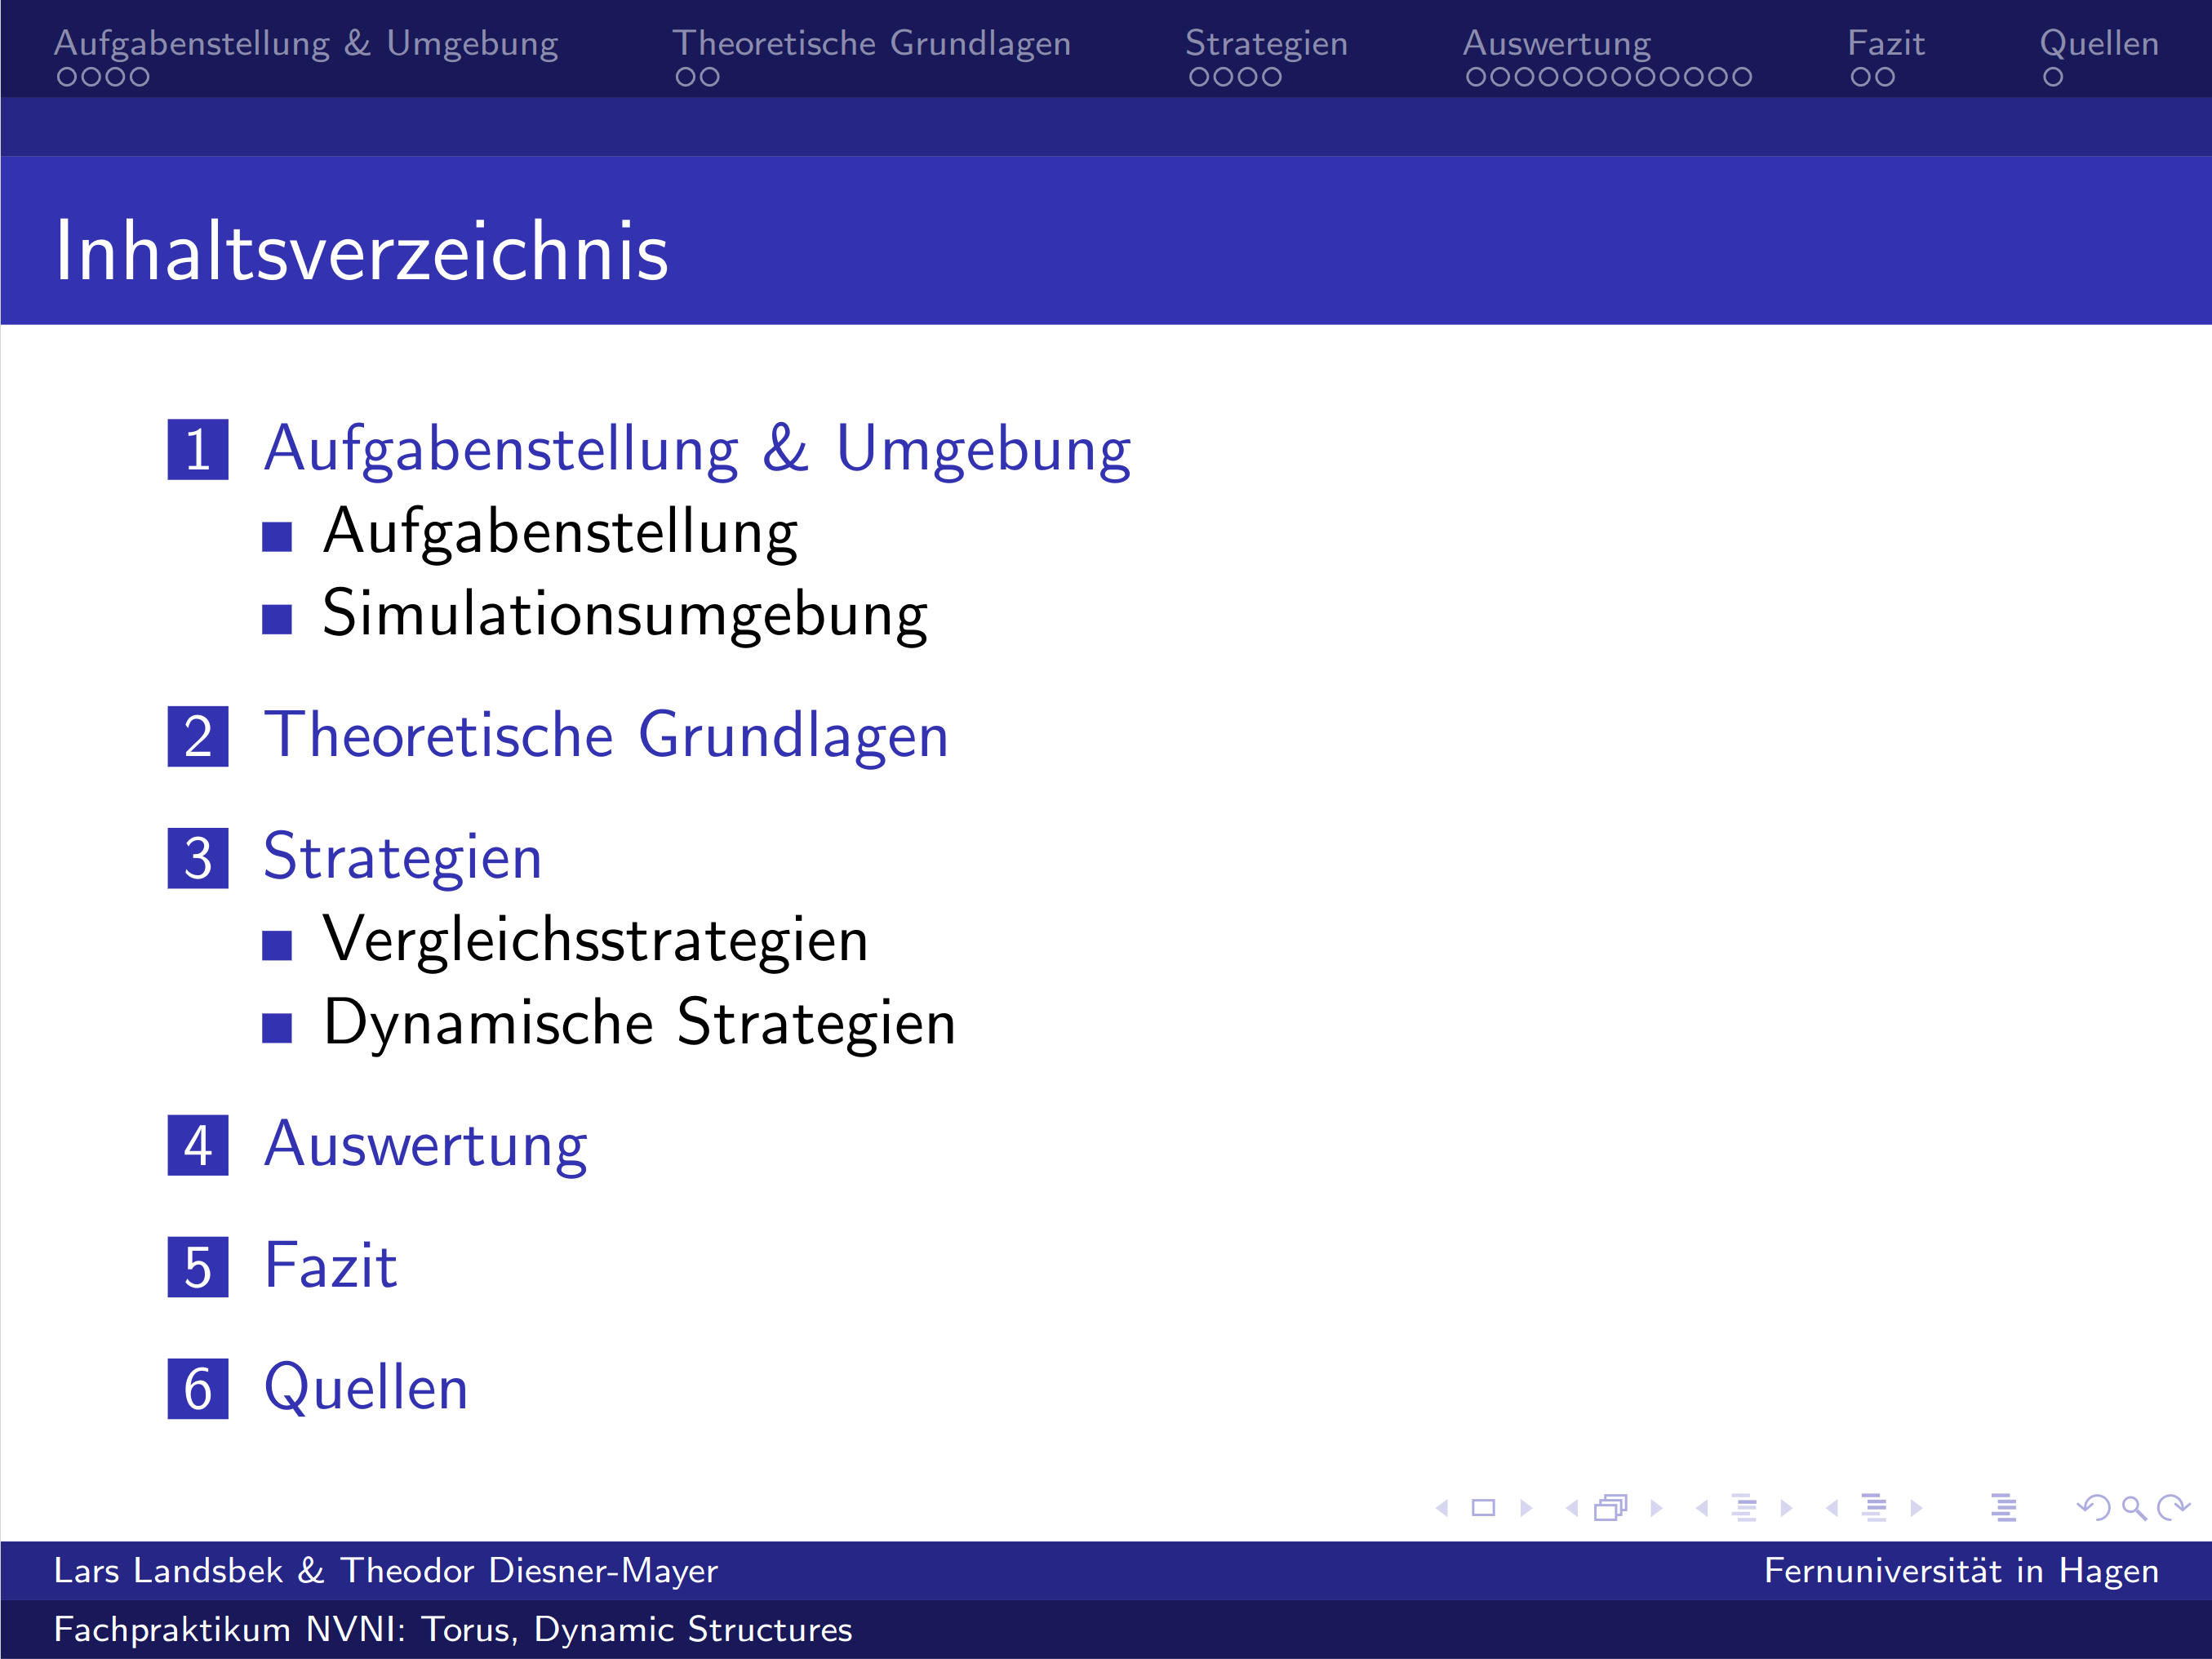 Aufgabenstellung & Umgebung Theoretische Grundlagen Strategien Auswertung Fazit Quellen
Inhaltsverzeichnis
1 Aufgabenstellung & Umgebung
Aufgabenstellung
Simulationsumgebung
2 Theoretische Grundlagen
3 Strategien
Vergleichsstrategien
Dynamische Strategien
4 Auswertung
5 Fazit
6 Quellen
Lars Landsbek & Theodor Diesner-Mayer Fernuniversität in Hagen
Fachpraktikum NVNI: Torus, Dynamic Structures